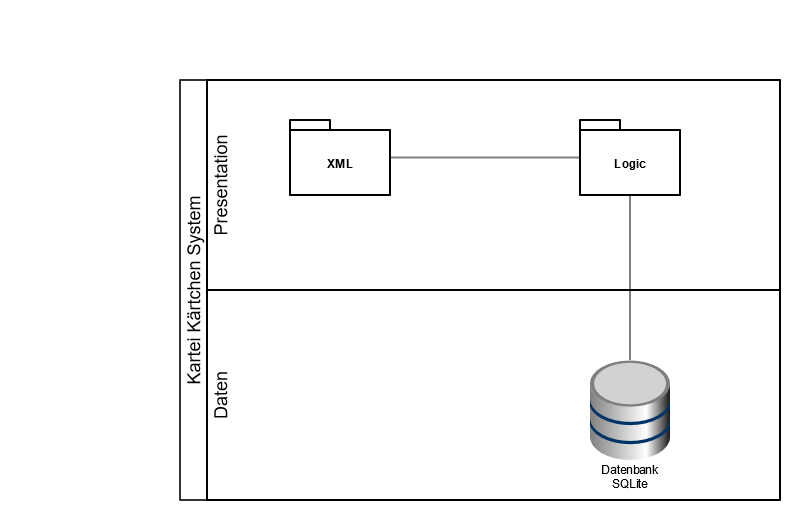 Kartei Kärtchen System
Presentation
XML
Logic
Daten
Datenbank
SQLite